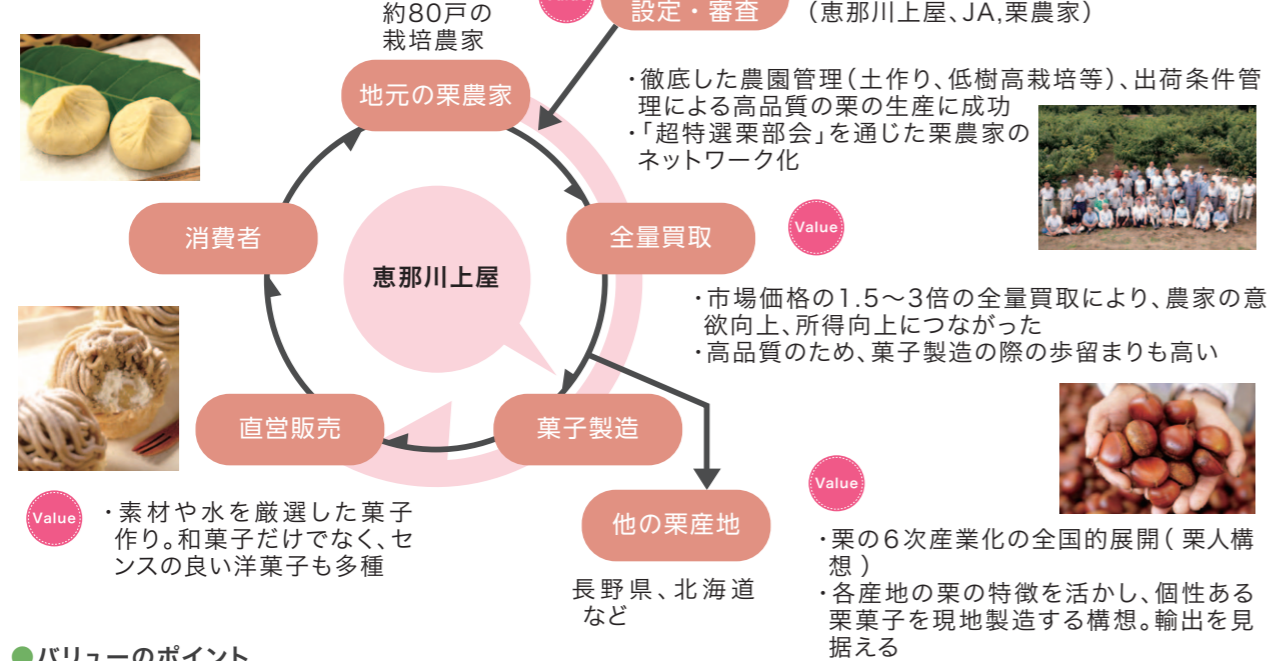 約80戸の
栽培農家
設定・審査
（恵那川上屋、JA,栗農家）
地元の栗農家
・徹底した農園管理（土作り、低樹高栽培等）、出荷条件管
理による高品質の栗の生産に成功
・「超特選栗部会」を通じた栗農家の
ネットワーク化
消費者
全量買取
Value
恵那川上屋
・市場価格の1.5～3倍の全量買取により、農家の意
欲向上、所得向上につながった
・高品質のため、菓子製造の際の歩留まりも高い
直営販売
菓子製造
Value
・素材や水を厳選した菓子
作り。和菓子だけでなく、セ
ンスの良い洋菓子も多種
他の栗産地
長野県、北海道
など
Value
・栗の6次産業化の全国的展開（ 栗人構
想 ）
・各産地の栗の特徴を活かし、個性ある
栗菓子を現地製造する構想。輸出を見
据える
●バリューのポイント